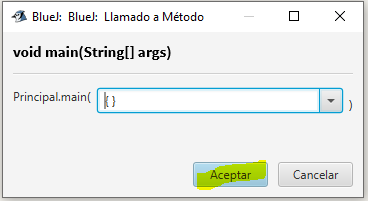 BlueJ: BlueJ: Llamado a Método
void main(String[] args)
Principal.main( { } )
Aceptar Cancelar